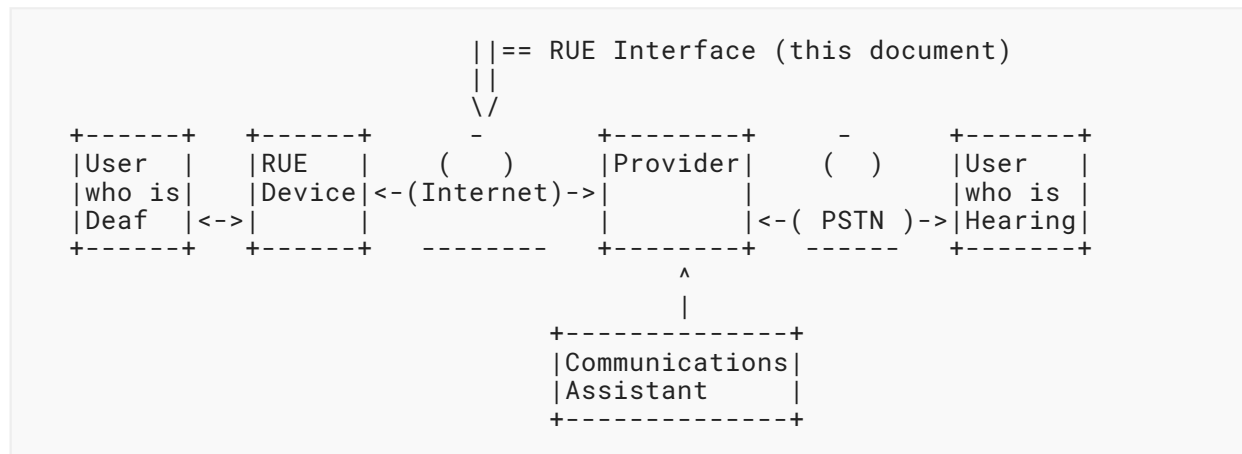 ||== RUE Interface (this document)
||
\/
+------+ +------+ - +--------+ - +-------+
|User | |RUE | ( ) |Provider| ( ) |User |
|who is| |Device|<-(Internet)->| | |who is |
|Deaf |<->| | | |<-( PSTN )->|Hearing|
+------+ +------+ -------- +--------+ ------ +-------+
^
|
+--------------+
|Communications|
|Assistant |
+--------------+